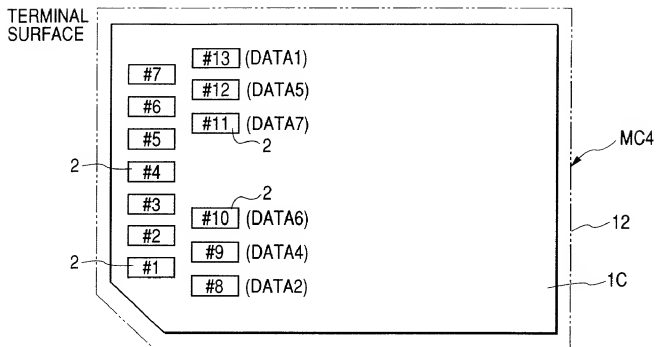 TERMINAL
SURFACE
#13 (DATA1)
#7
#12 (DATA5)
#6
#11 (DATA7)
#5
2
MC4
2
#4
2
#3
#10 (DATA6)
12
#2
#9 (DATA4)
2
#1
#8 (DATA2)
1C